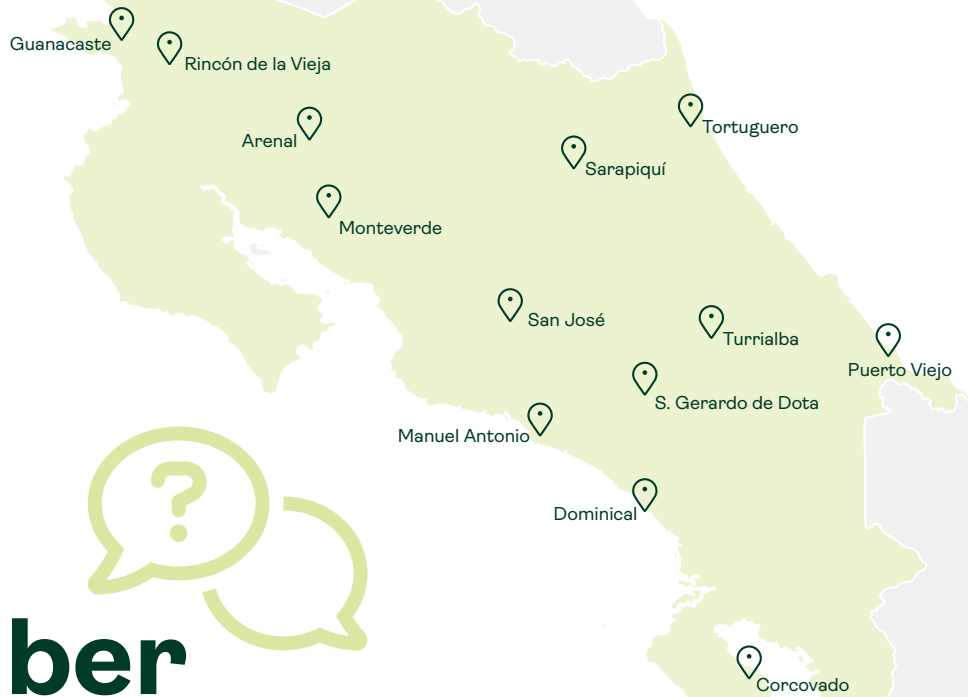 Guanacaste
Rincón de la Vieja
Arenal
Tortuguero
Sarapiquí
Monteverde
San José
Turrialba
Puerto Viejo
S. Gerardo de Dota
Manuel Antonio
Dominical
?
ber
Corcovado